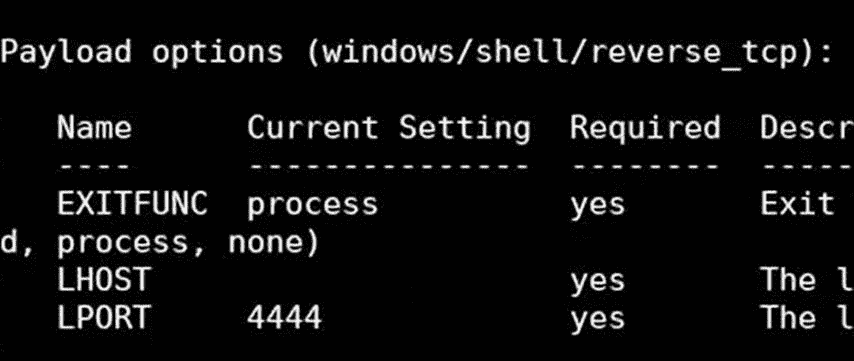 Payload options (windows/shell/reverse_tcp):
Name Current Setting Required Descr
---- --------------- -------- -----
EXITFUNC process yes Exit
d, process, none)
LHOST yes The l
LPORT 4444 yes The l